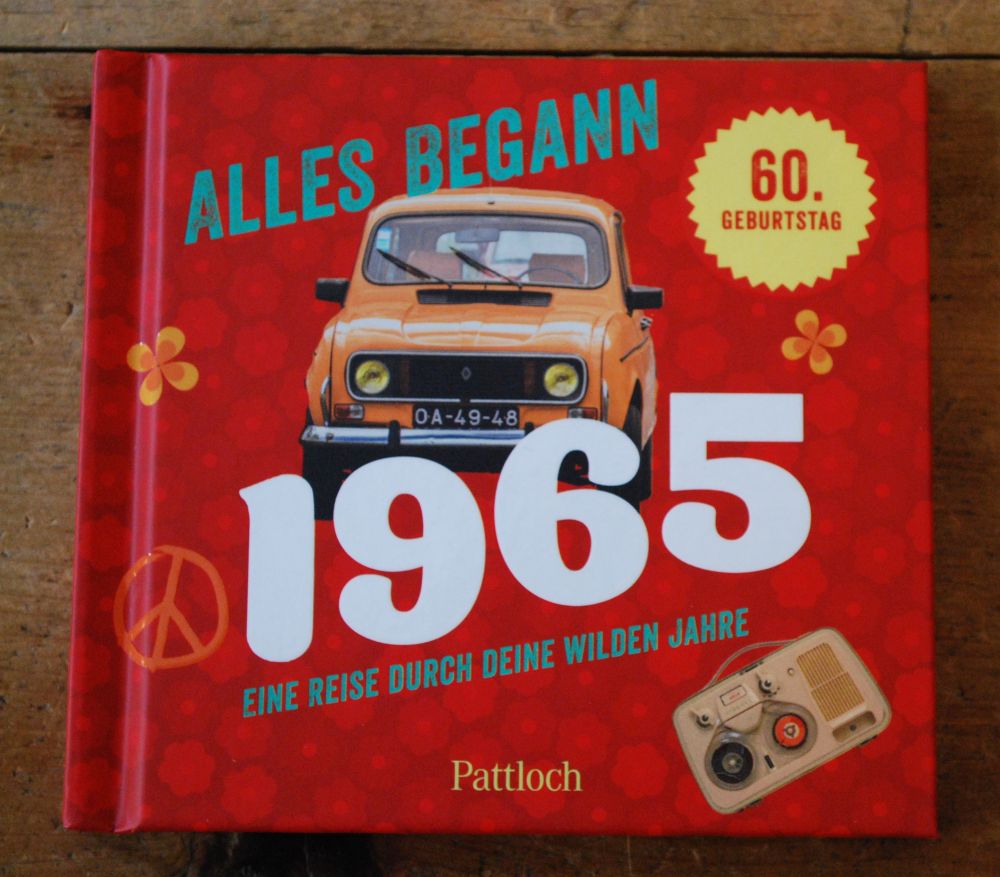 ALLES BEGANN
60.
GEBURTSTAG
OA-49-48
1965
EINE REISE DURCH DEINE WILDEN JAHRE
Pattloch